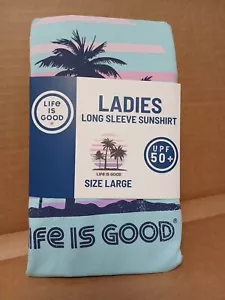 LIFE
IS
GOOD®
LADIES
LONG SLEEVE SUNSHIRT
UPF
50+
LIFE IS GOOD
SIZE LARGE
IFE IS GOOD®